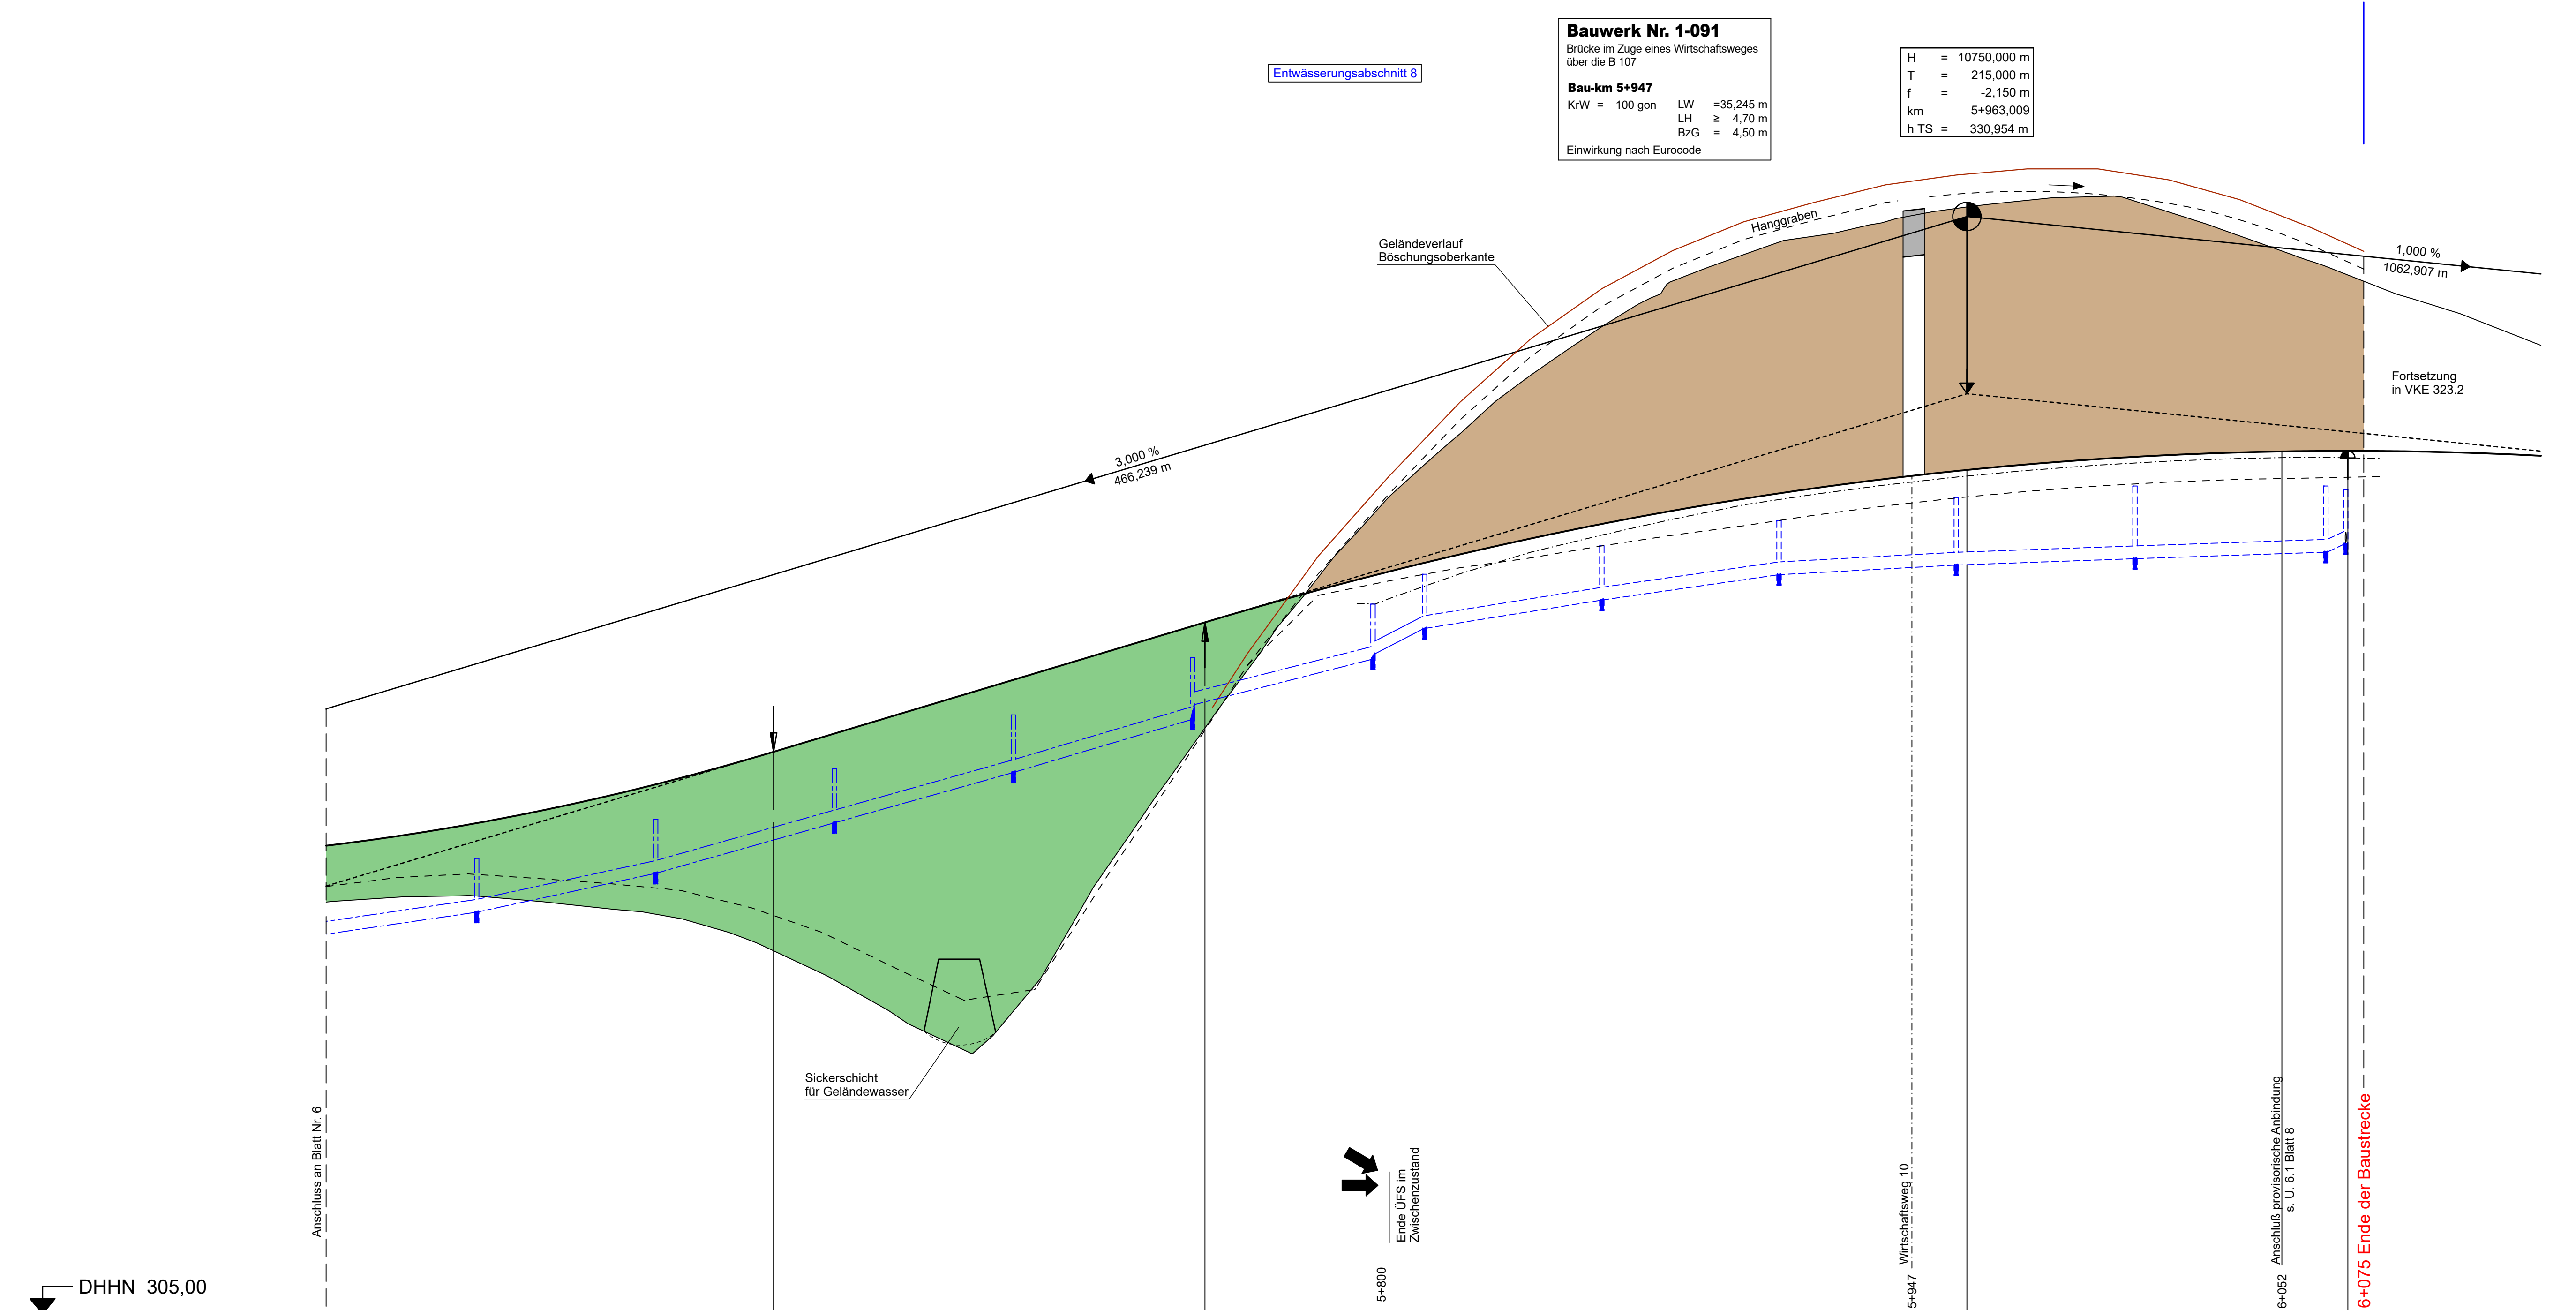 Bauwerk Nr. 1-091
Brücke im Zuge eines Wirtschaftsweges
über die B 107
Bau-km 5+947
KrW = 100 gon LW =35,245 m
LH ≥ 4,70 m
BzG = 4,50 m
Einwirkung nach Eurocode
Entwässerungsabschnitt 8
H = 10750,000 m
T = 215,000 m
f = -2,150 m
km 5+963,009
h TS = 330,954 m
Hanggraben
Geländeverlauf
Böschungsoberkante
1,000 %
1062,907 m
Fortsetzung
in VKE 323.2
3,000 %
466,239 m
Sickerschicht
für Geländewasser
Anschluss an Blatt Nr. 6
Ende ÜFS im
Zwischenzustand
5+800
Wirtschaftsweg 10
5+947
Anschluß provisorische Anbindung
s. U. 6.1 Blatt 8
6+052
6+075 Ende der Baustrecke
DHHN 305,00